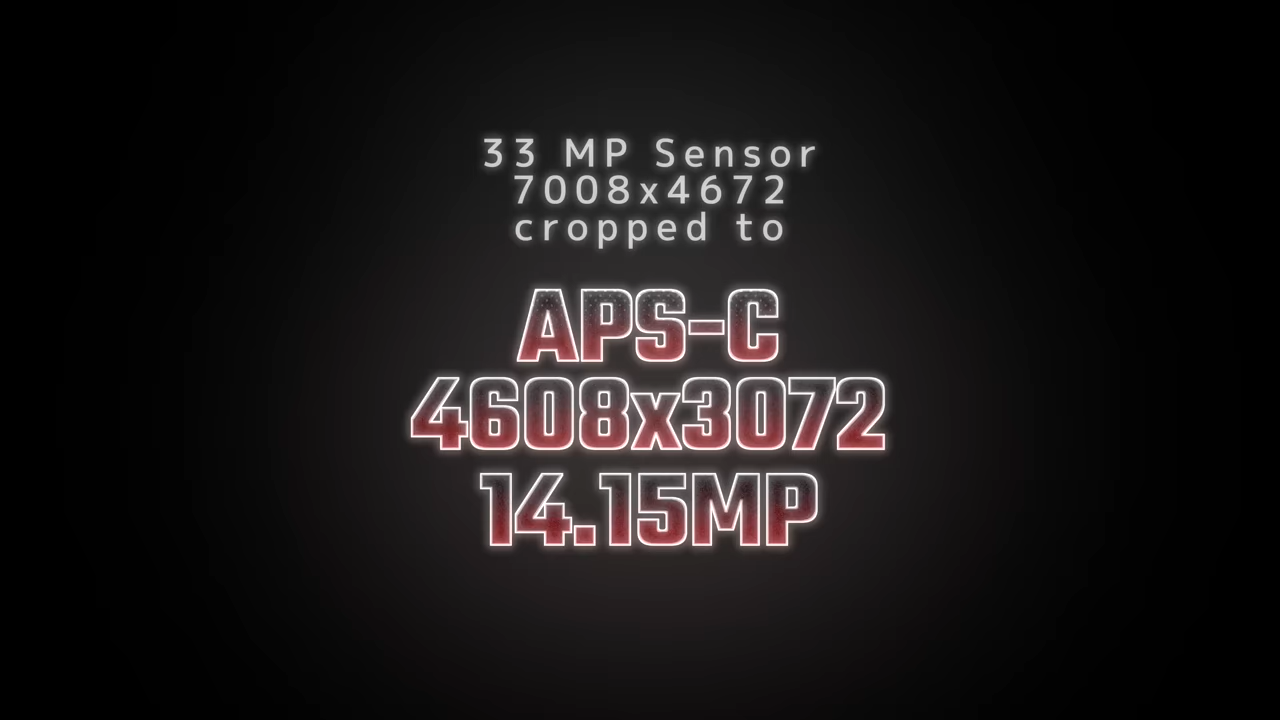 33 MP Sensor
7008x4672
cropped to
APS-C
4608x3072
14.15MP